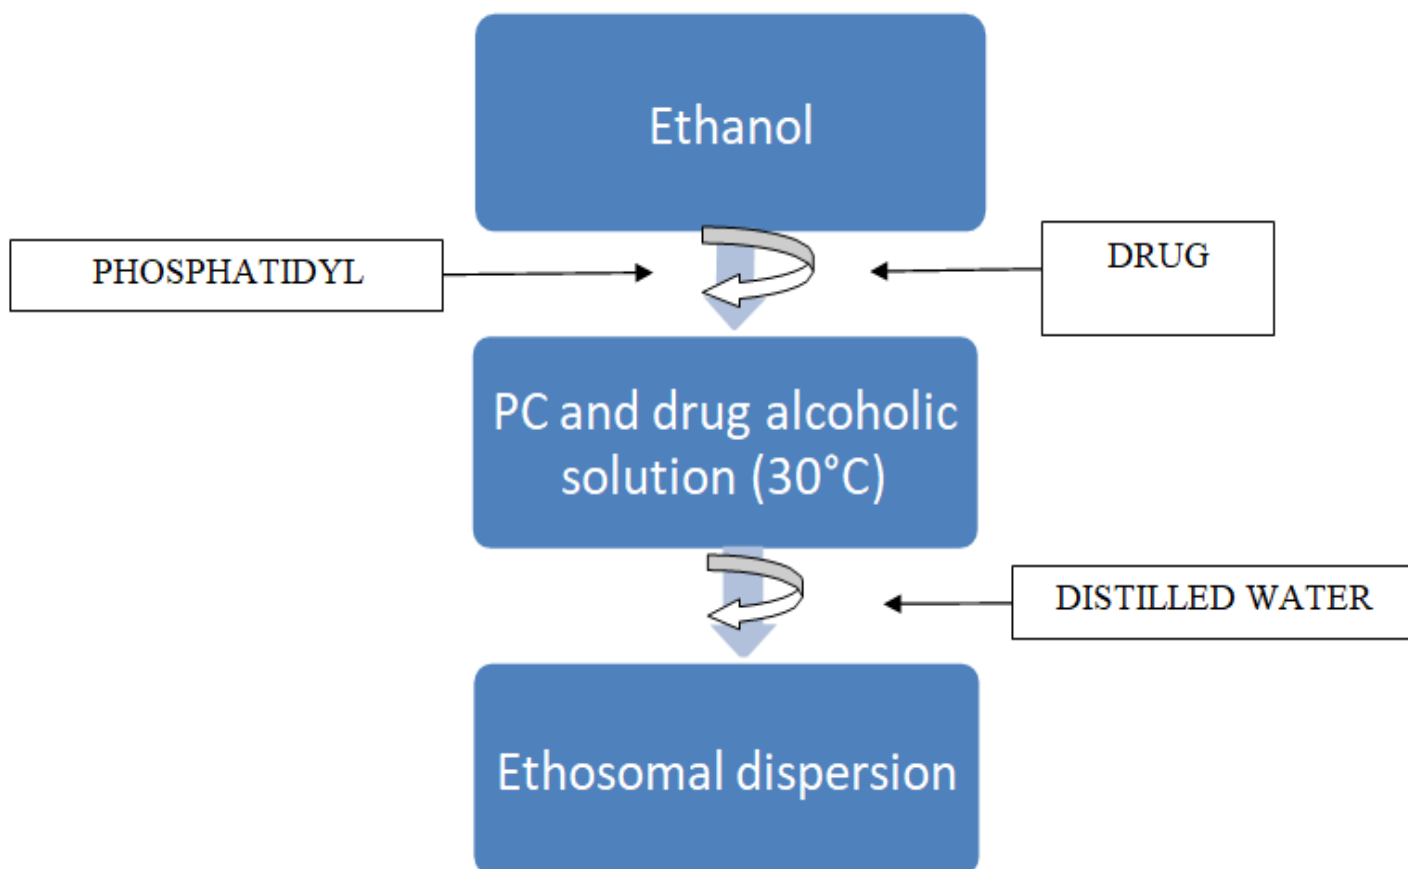 Ethanol
PHOSPHATIDYL
DRUG
PC and drug alcoholic
solution (30°C)
DISTILLED WATER
Ethosomal dispersion